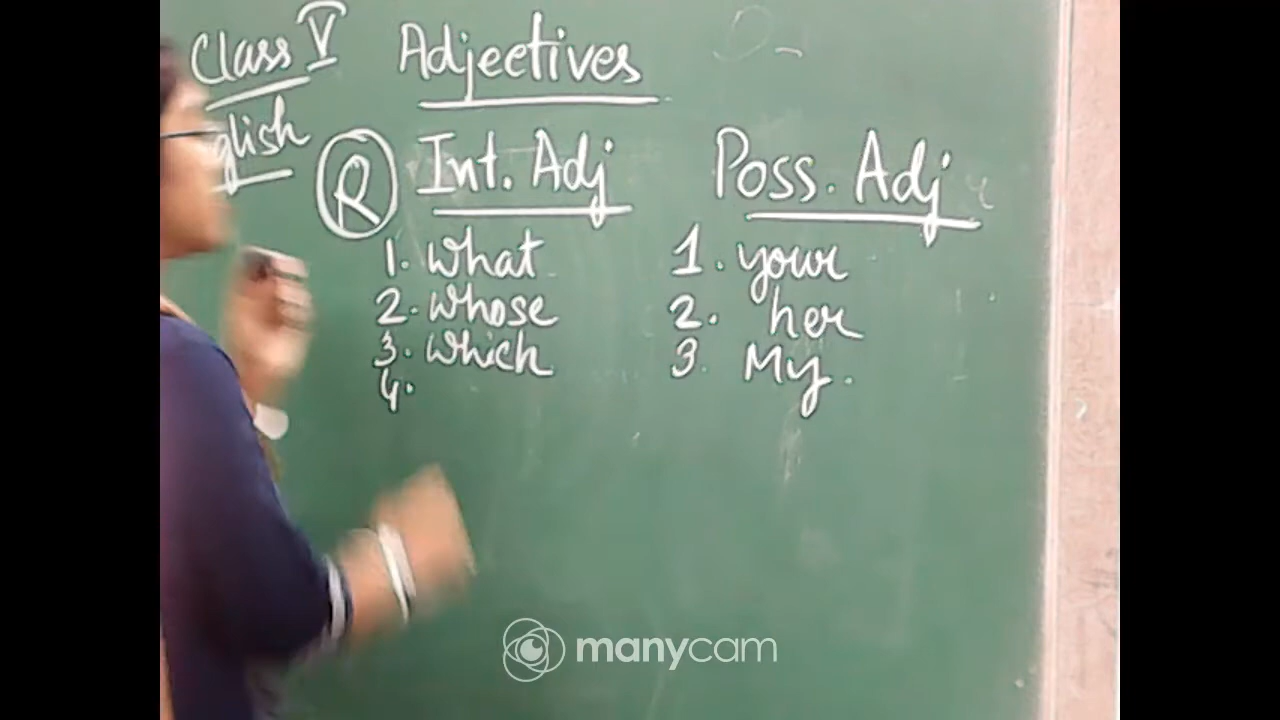 Class V
Adjectives
glish
R
Int. Adj
1. What
2. Whose
3. Which
4.
Poss. Adj
1. your
2. her
3. My.
manycam